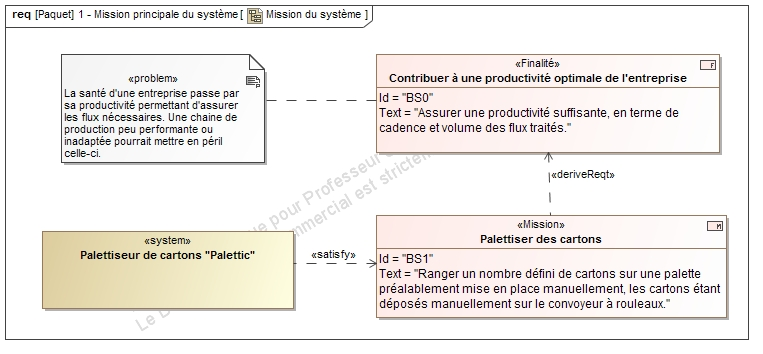 req [Paquet] 1 - Mission principale du système [ Mission du système ]
«problem»
La santé d'une entreprise passe par
sa productivité permettant d'assurer
les flux nécessaires. Une chaine de
production peu performante ou
inadaptée pourrait mettre en péril
celle-ci.
«Finalité»
F
Contribuer à une productivité optimale de l'entreprise
Id = "BS0"
Text = "Assurer une productivité suffisante, en terme de
cadence et volume des flux traités."
«deriveReqt»
«system»
Palettiseur de cartons "Palettic"
«satisfy»
«Mission»
M
Palettiser des cartons
Id = "BS1"
Text = "Ranger un nombre défini de cartons sur une palette
préalablement mise en place manuellement, les cartons étant
déposés manuellement sur le convoyeur à rouleaux."
pour Professeur
commercial est